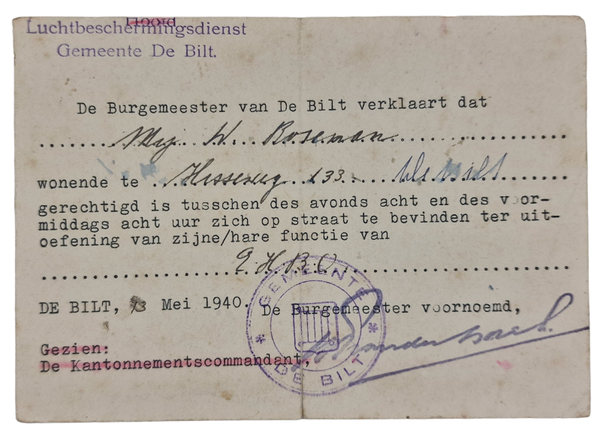 Hoofd
Luchtbeschermingsdienst
Gemeente De Bilt.
De Burgemeester van De Bilt verklaart dat
Mej. W. Roseman
wonende te Hessenweg 133 De Bilt
gerechtigd is tusschen des avonds acht en des voor-
middags acht uur zich op straat te bevinden ter uit-
oefening van zijne/hare functie van
E.H.B.O.
DE BILT, Mei 1940. De Burgemeester voornoemd,
Gezien:
De Kantonnementscommandant,
* GEMEENTE *
DE BILT